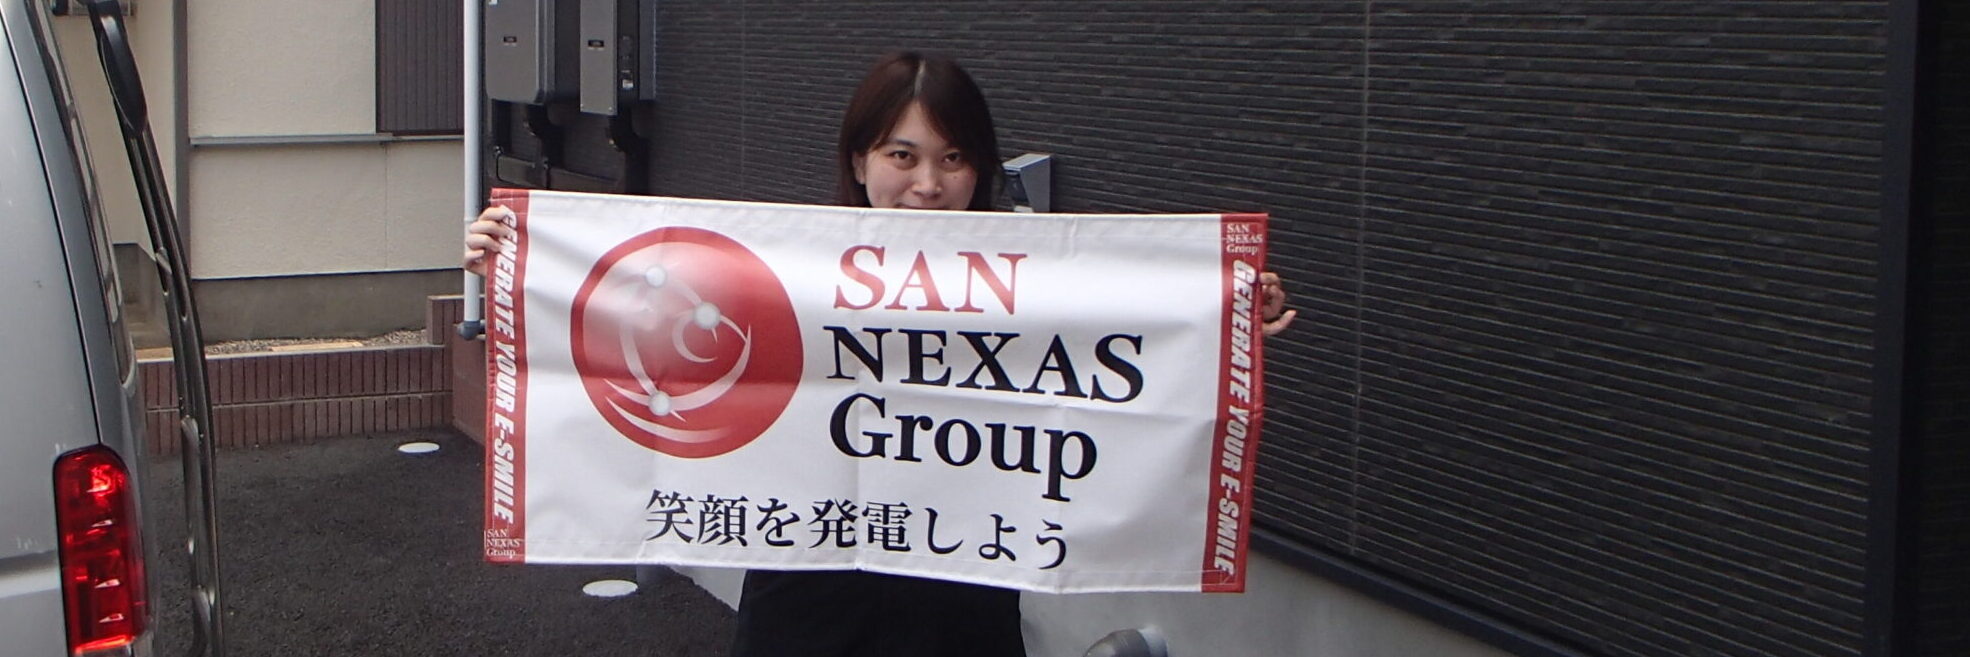 SAN
NEXAS
Group
笑顔を発電しよう
GENERATE YOUR E-SMILE
SAN
NEXAS
Group
SAN
NEXAS
Group
GENERATE YOUR E-SMILE